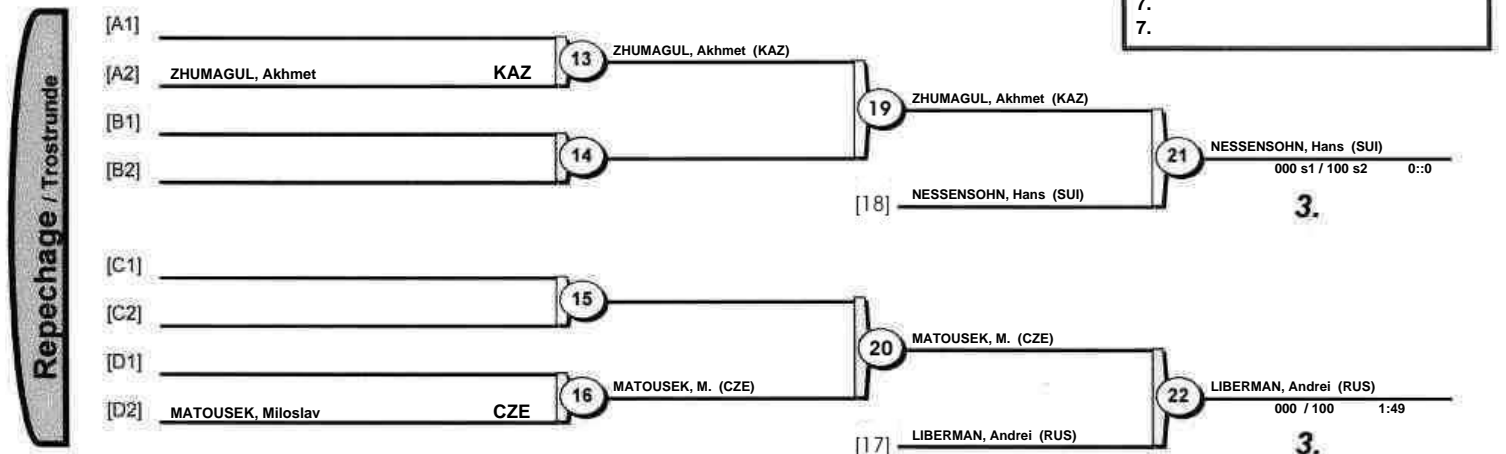 7.
7.
Repechage / Trostrunde
[A1]
[A2] ZHUMAGUL, Akhmet KAZ
13
ZHUMAGUL, Akhmet (KAZ)
[B1]
[B2]
14
19
ZHUMAGUL, Akhmet (KAZ)
[18] NESSENSOHN, Hans (SUI)
21
NESSENSOHN, Hans (SUI)
000 s1 / 100 s2 0::0
3.
[C1]
[C2]
15
[D1]
[D2] MATOUSEK, Miloslav CZE
16
MATOUSEK, M. (CZE)
20
MATOUSEK, M. (CZE)
[17] LIBERMAN, Andrei (RUS)
22
LIBERMAN, Andrei (RUS)
000 / 100 1:49
3.